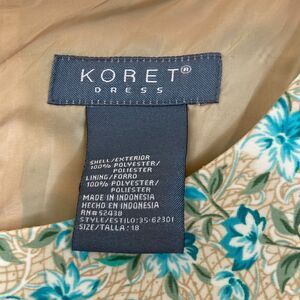 KORET®
DRESS
SHELL/EXTERIOR
100% POLYESTER/
POLIESTER
LINING/FORRO
100% POLYESTER/
POLIESTER
MADE IN INDONESIA
HECHO EN INDONESIA
RN#52438
STYLE/ESTILO:35-62301
SIZE/TALLA: 18